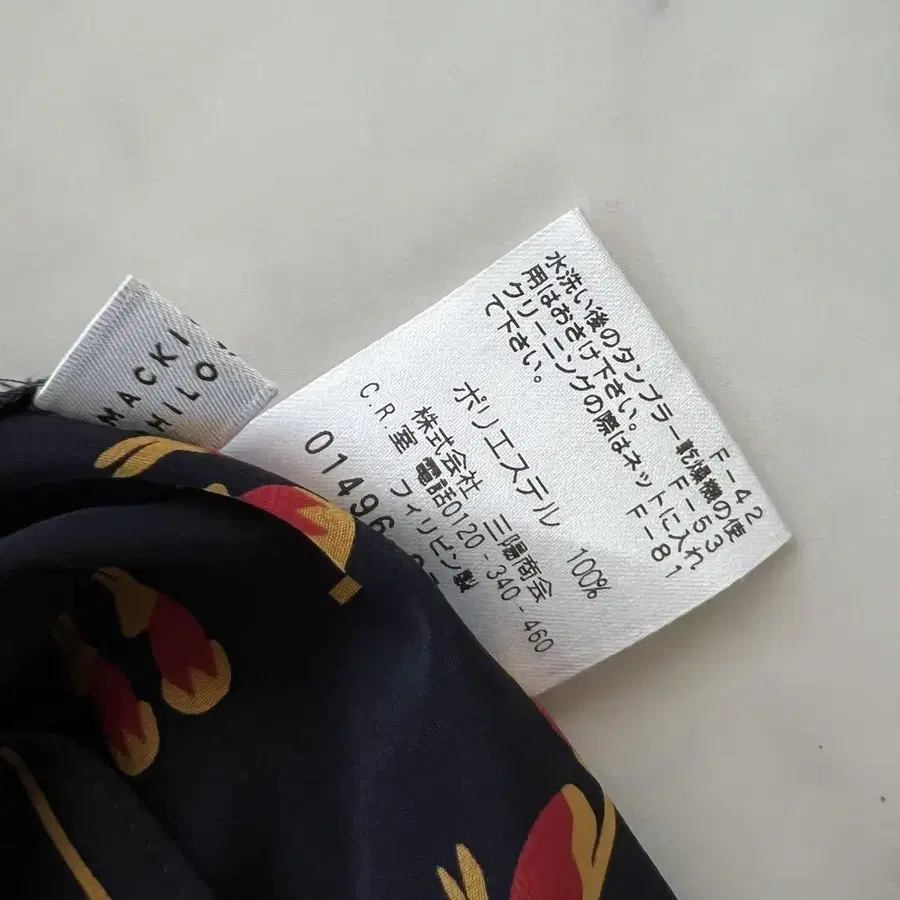 MACKI
HILO
水洗い後のタンブラー乾燥機の使
用はおさけ下さい。
クリーニングの際はネットに入れ
て下さい。
F-42
F-53
F-81
ポリエステル 100%
株式会社 三陽商会
C.R.室 電話0120-340-460
フィリピン製
01496